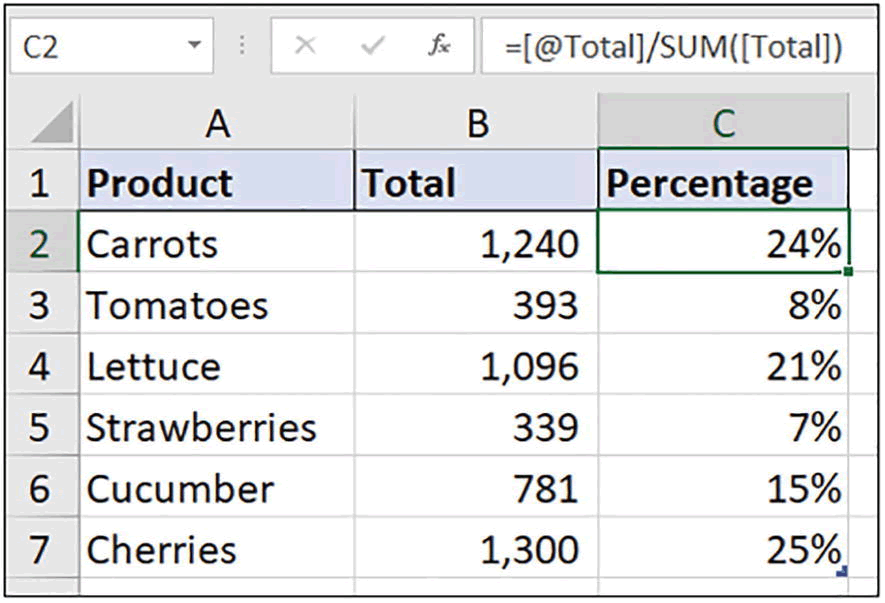 C2 fx =[@Total]/SUM([Total])
A B C
1 Product Total Percentage
2 Carrots 1,240 24%
3 Tomatoes 393 8%
4 Lettuce 1,096 21%
5 Strawberries 339 7%
6 Cucumber 781 15%
7 Cherries 1,300 25%